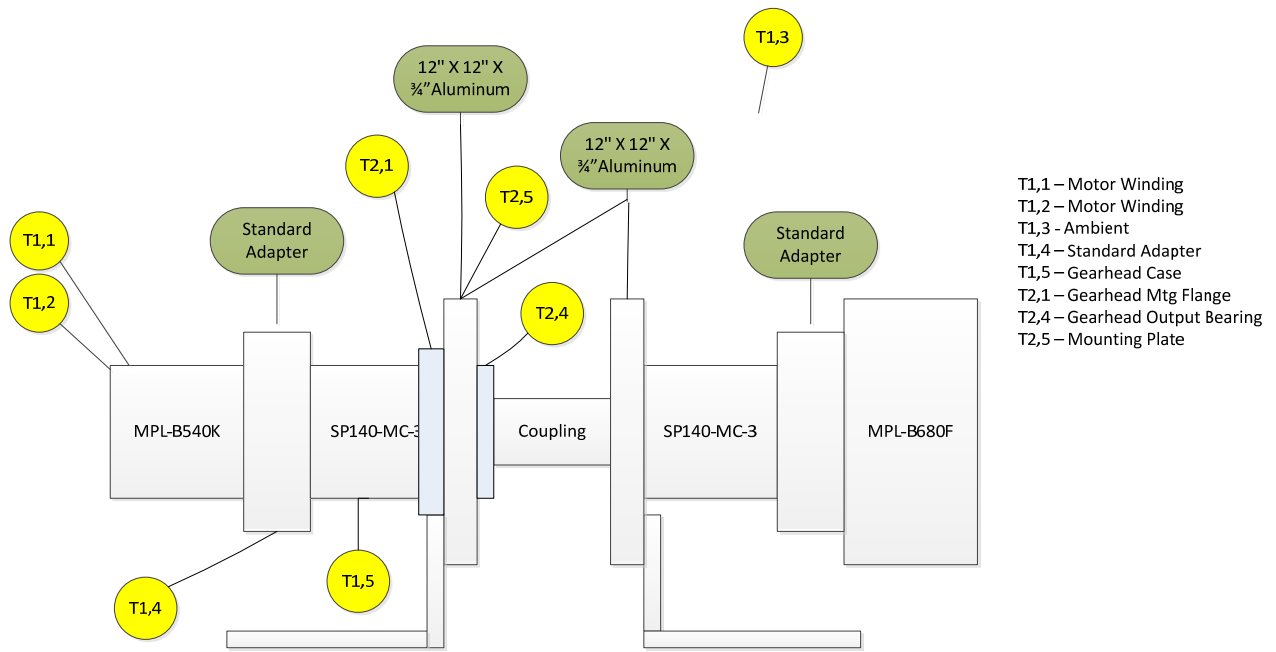 T1,3
12" X 12" X
¾”Aluminum
12" X 12" X
¾”Aluminum
T2,1
T2,5
Standard
Adapter
Standard
Adapter
T1,1
T1,2
T2,4
T1,1 – Motor Winding
T1,2 – Motor Winding
T1,3 - Ambient
T1,4 – Standard Adapter
T1,5 – Gearhead Case
T2,1 – Gearhead Mtg Flange
T2,4 – Gearhead Output Bearing
T2,5 – Mounting Plate
MPL-B540K
SP140-MC-3
Coupling
SP140-MC-3
MPL-B680F
T1,5
T1,4